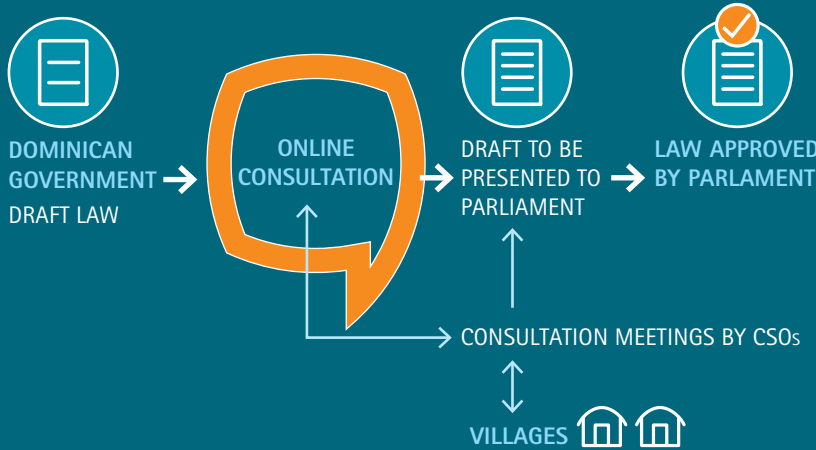 DOMINICAN
GOVERNMENT
DRAFT LAW
ONLINE
CONSULTATION
DRAFT TO BE
PRESENTED TO
PARLIAMENT
LAW APPROVED
BY PARLAMENT
CONSULTATION MEETINGS BY CSOs
VILLAGES